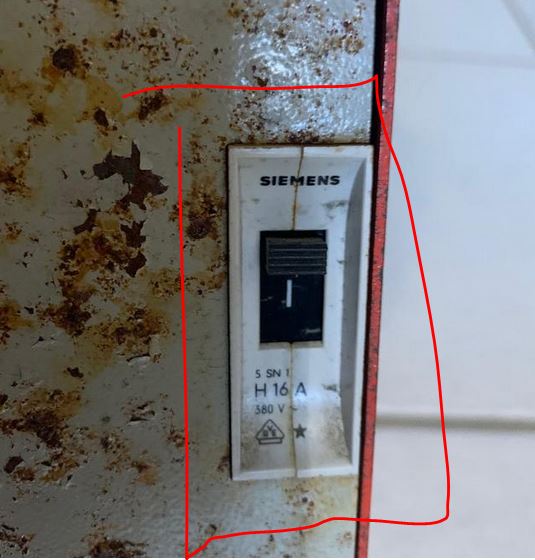 SIEMENS
I
5 SN 1
H 16 A
380 V ~